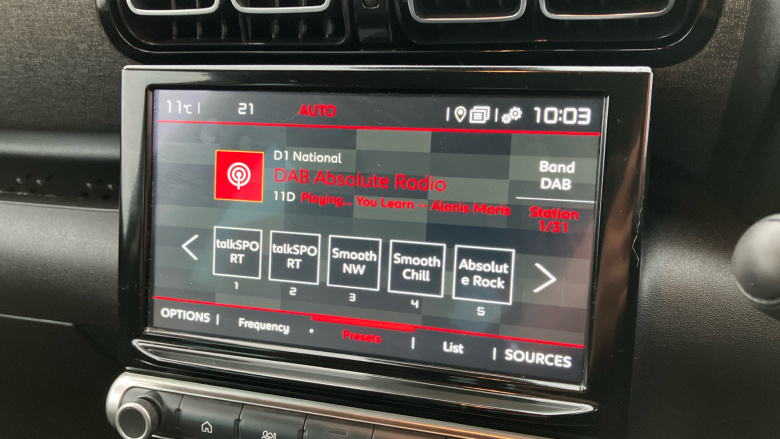 11°C 21 AUTO 10:03
D1 National
DAB Absolute Radio
11D Playing... You Learn -- Alanis Moris
Band
DAB
Station
1/31
talkSPO
RT
talkSPO
RT
Smooth
NW
Smooth
Chill
Absolut
e Rock
1 2 3 4 5
OPTIONS Frequency Presets List SOURCES